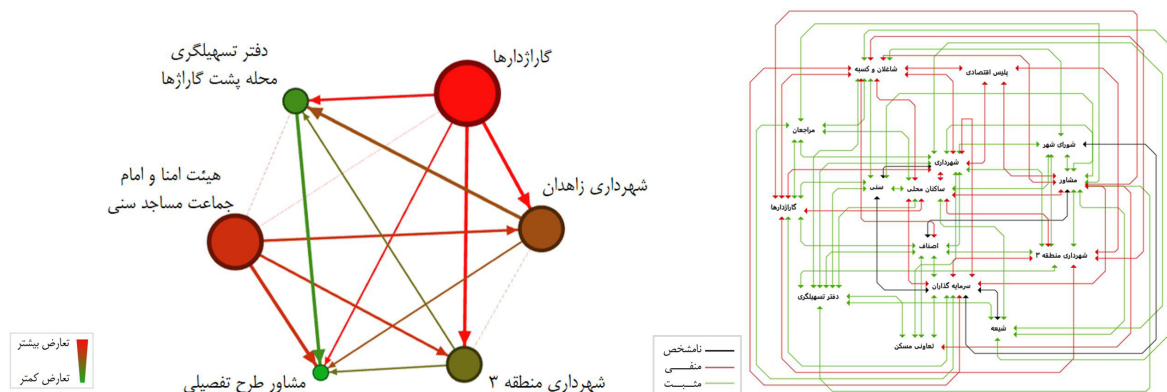 دفتر تسهیلگری
محله پشت گاراژها
گاراژدارها
هیئت امنا و امام
جماعت مساجد سنی
شهرداری زاهدان
مشاور طرح تفصیلی
شهرداری منطقه ۳
تعارض بیشتر
تعارض کمتر
شاغلان و کسبه
پلیس اقتصادی
مراجعان
شورای شهر
شهرداری
مشاور
سنی
ساکنان محلی
گاراژدارها
اصناف
شهرداری منطقه ۳
سرمایه گذاران
دفتر تسهیلگری
شیعه
تعاونی مسکن
نامشخص
منفی
مثبت